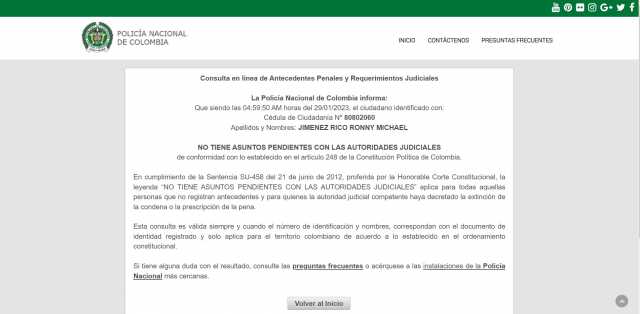 POLICÍA NACIONAL
DE COLOMBIA
INICIO CONTÁCTENOS PREGUNTAS FRECUENTES
Consulta en línea de Antecedentes Penales y Requerimientos Judiciales
La Policía Nacional de Colombia informa:
Que siendo las 04:59:50 AM horas del 29/01/2023, el ciudadano identificado con:
Cédula de Ciudadanía N° 80802060
Apellidos y Nombres: JIMENEZ RICO RONNY MICHAEL
NO TIENE ASUNTOS PENDIENTES CON LAS AUTORIDADES JUDICIALES
de conformidad con lo establecido en el artículo 248 de la Constitución Política de Colombia.
En cumplimiento de la Sentencia SU-458 del 21 de junio de 2012, proferida por la Honorable Corte Constitucional, la
leyenda “NO TIENE ASUNTOS PENDIENTES CON LAS AUTORIDADES JUDICIALES” aplica para todas aquellas
personas que no registran antecedentes y para quienes la autoridad judicial competente haya decretado la extinción de
la condena o la prescripción de la pena.
Esta consulta es válida siempre y cuando el número de identificación y nombres, correspondan con el documento de
identidad registrado y solo aplica para el territorio colombiano de acuerdo a lo establecido en el ordenamiento
constitucional.
Si tiene alguna duda con el resultado, consulte las preguntas frecuentes o acérquese a las instalaciones de la Policía
Nacional más cercanas.
Volver al Inicio